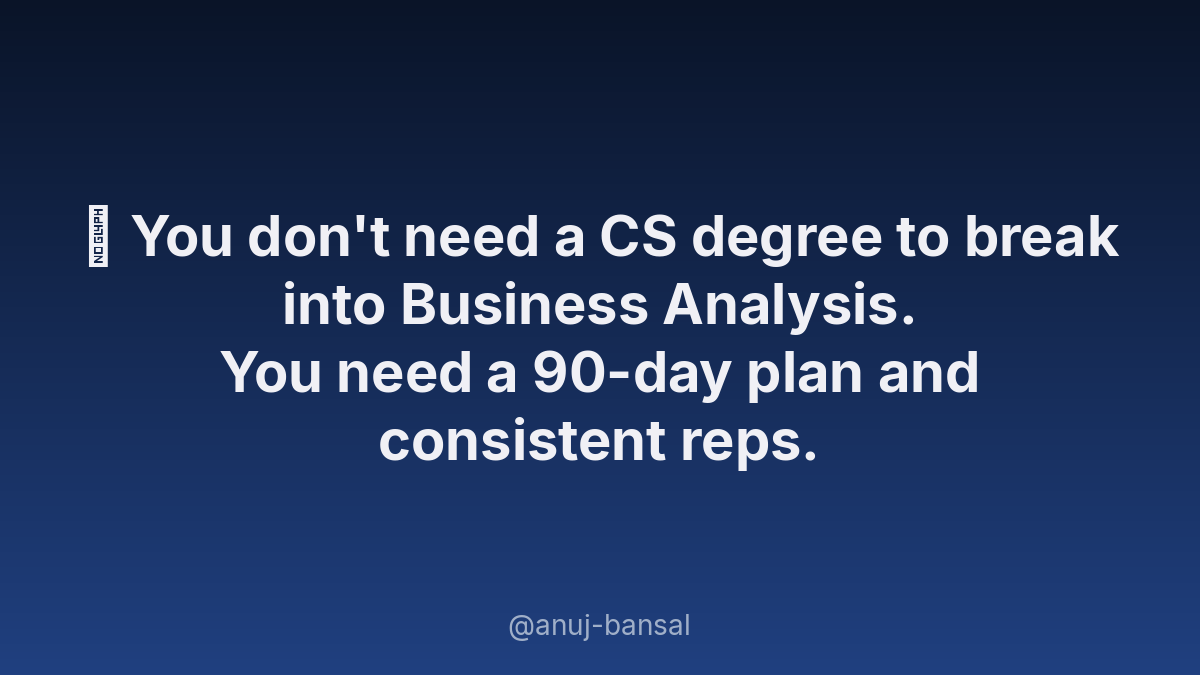 You don't need a CS degree to break
into Business Analysis.
You need a 90-day plan and
consistent reps.
@anuj-bansal